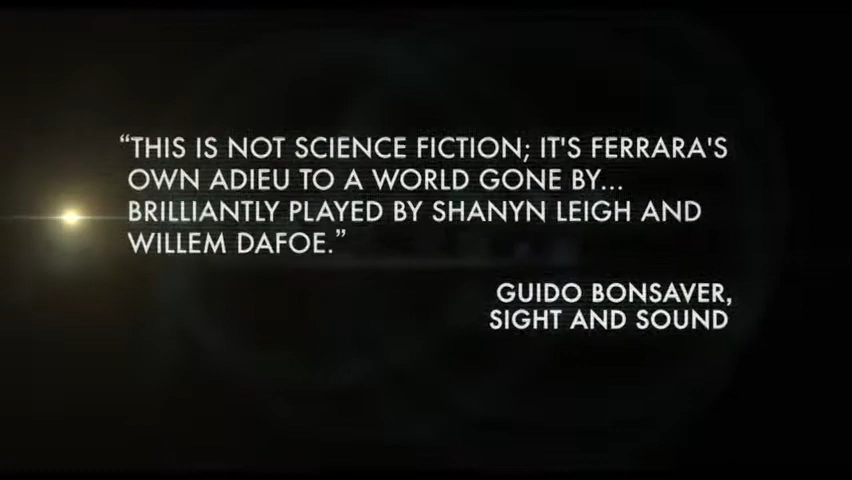 “THIS IS NOT SCIENCE FICTION; IT'S FERRARA'S
OWN ADIEU TO A WORLD GONE BY...
BRILLIANTLY PLAYED BY SHANYN LEIGH AND
WILLEM DAFOE.”
GUIDO BONSAVER,
SIGHT AND SOUND